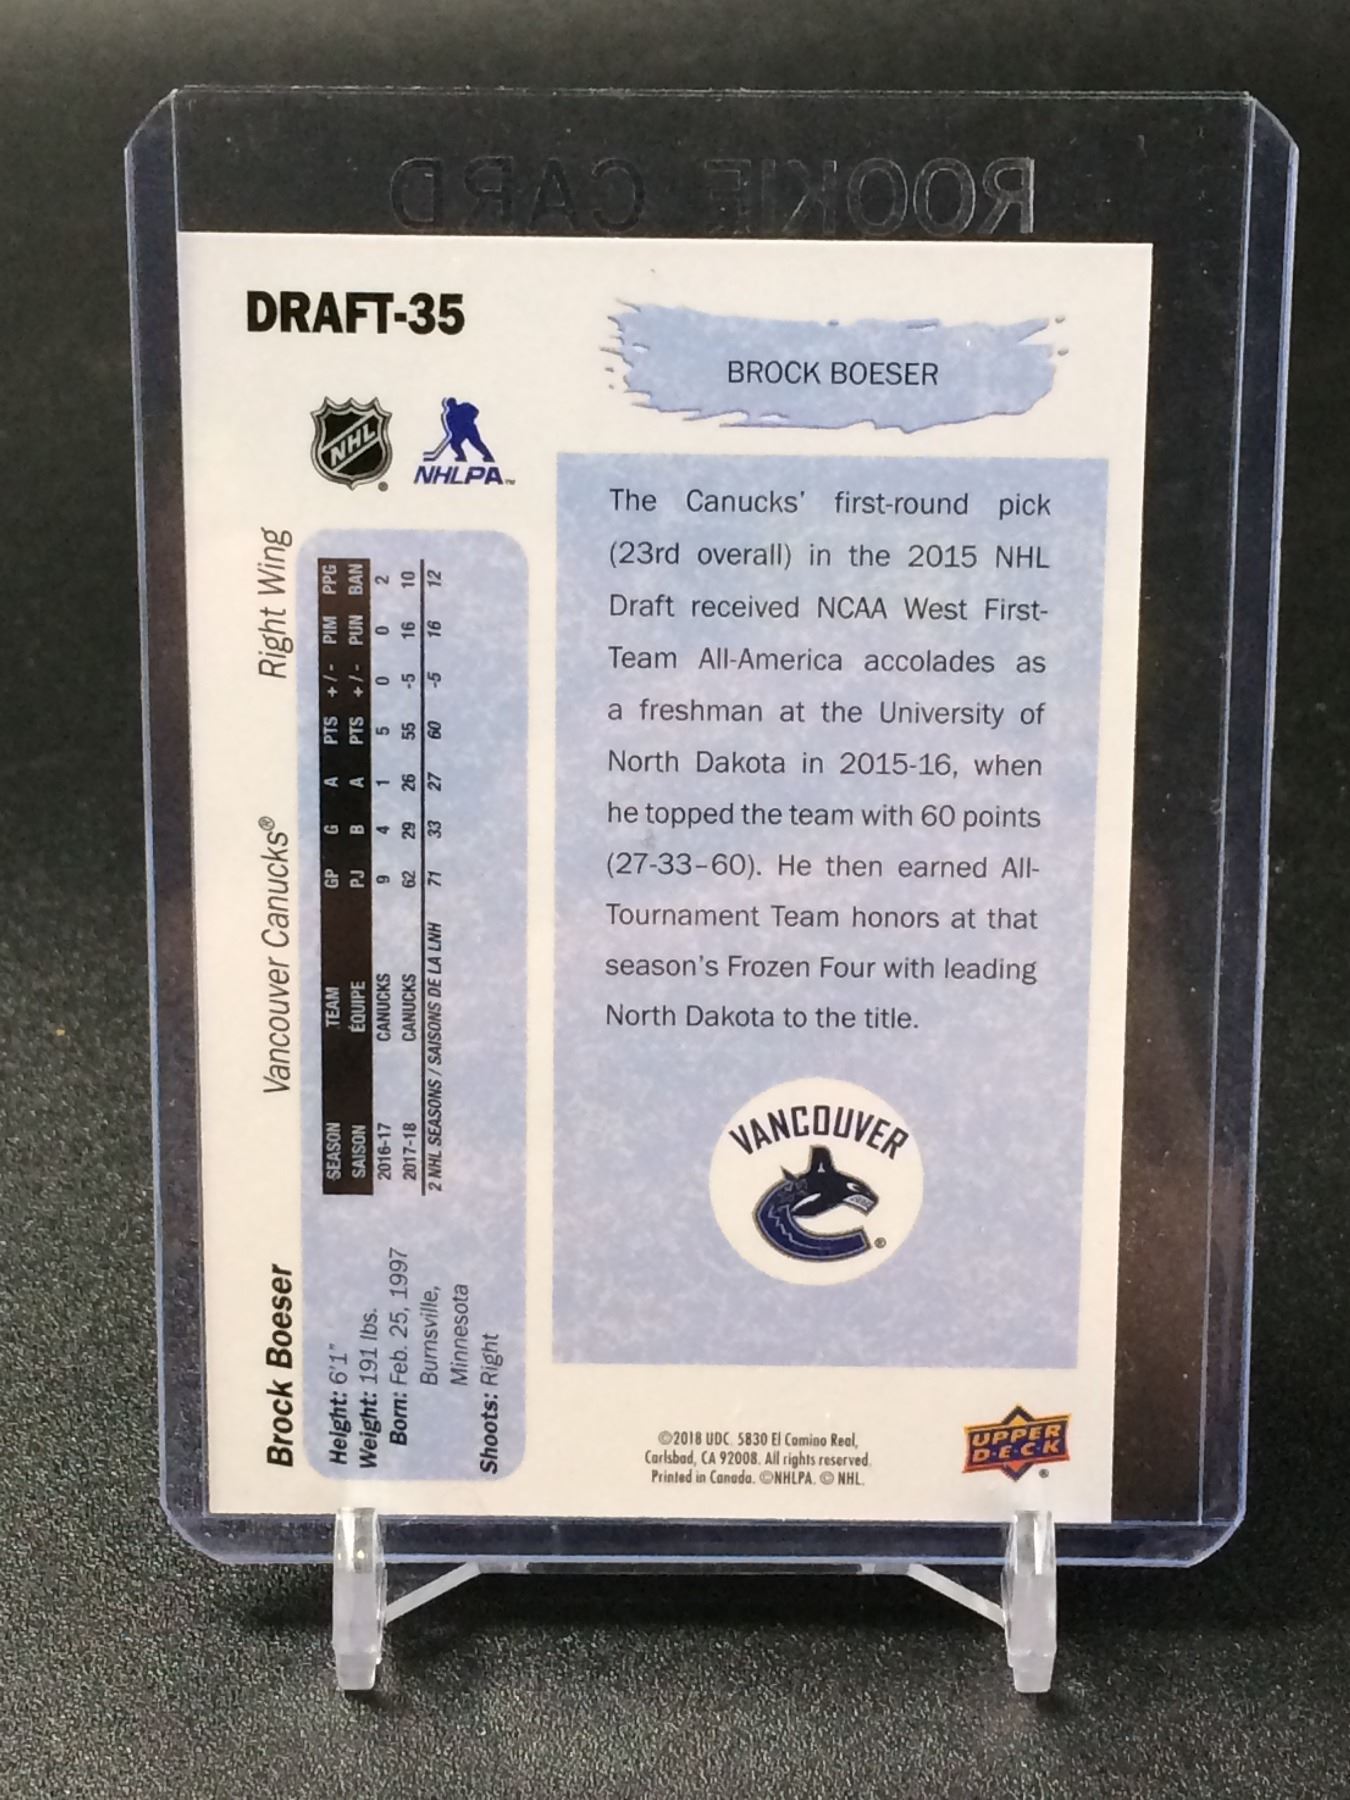 ROOKIE CARD
DRAFT-35
BROCK BOESER
NHL
NHLPA™
The Canucks' first-round pick
(23rd overall) in the 2015 NHL
Draft received NCAA West First-
Team All-America accolades as
a freshman at the University of
North Dakota in 2015-16, when
he topped the team with 60 points
(27-33–60). He then earned All-
Tournament Team honors at that
season's Frozen Four with leading
North Dakota to the title.
VANCOUVER
®
Brock Boeser Vancouver Canucks® Right Wing
Height: 6'1"
Weight: 191 lbs.
Born: Feb. 25, 1997
Burnsville,
Minnesota
Shoots: Right
SEASON TEAM GP G A PTS +/- PIM PPG
SAISON ÉQUIPE PJ B A PTS +/- PUN BAN
2016-17 CANUCKS 9 4 1 5 0 0 2
2017-18 CANUCKS 62 29 26 55 -5 16 10
2 NHL SEASONS / SAISONS DE LA LNH 71 33 27 60 -5 16 12
©2018 UDC. 5830 El Camino Real,
Carlsbad, CA 92008. All rights reserved.
Printed in Canada. ©NHLPA. © NHL.
UPPER
D·E·C·K
®